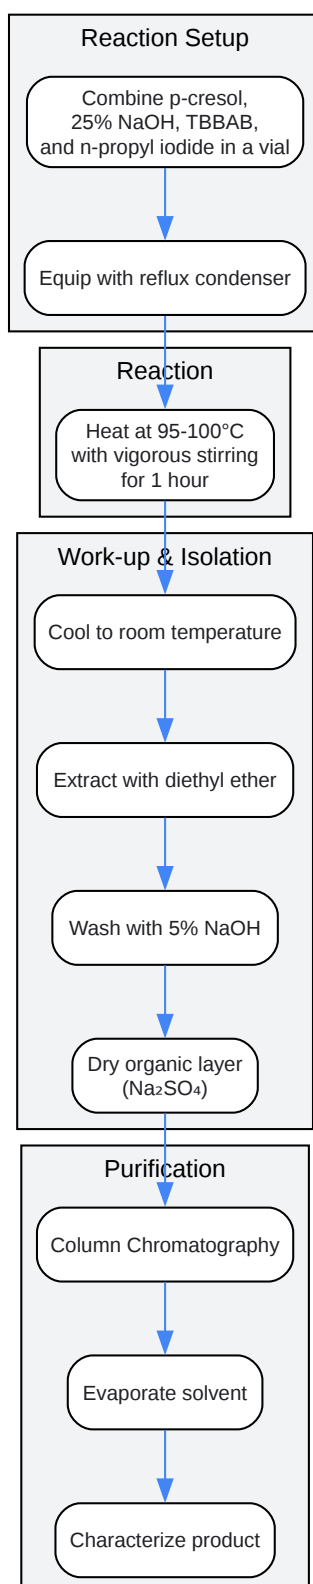 Reaction Setup
Combine p-cresol,
25% NaOH, TBBAB,
and n-propyl iodide in a vial
Equip with reflux condenser
Reaction
Heat at 95-100°C
with vigorous stirring
for 1 hour
Work-up & Isolation
Cool to room temperature
Extract with diethyl ether
Wash with 5% NaOH
Dry organic layer
(Na₂SO₄)
Purification
Column Chromatography
Evaporate solvent
Characterize product